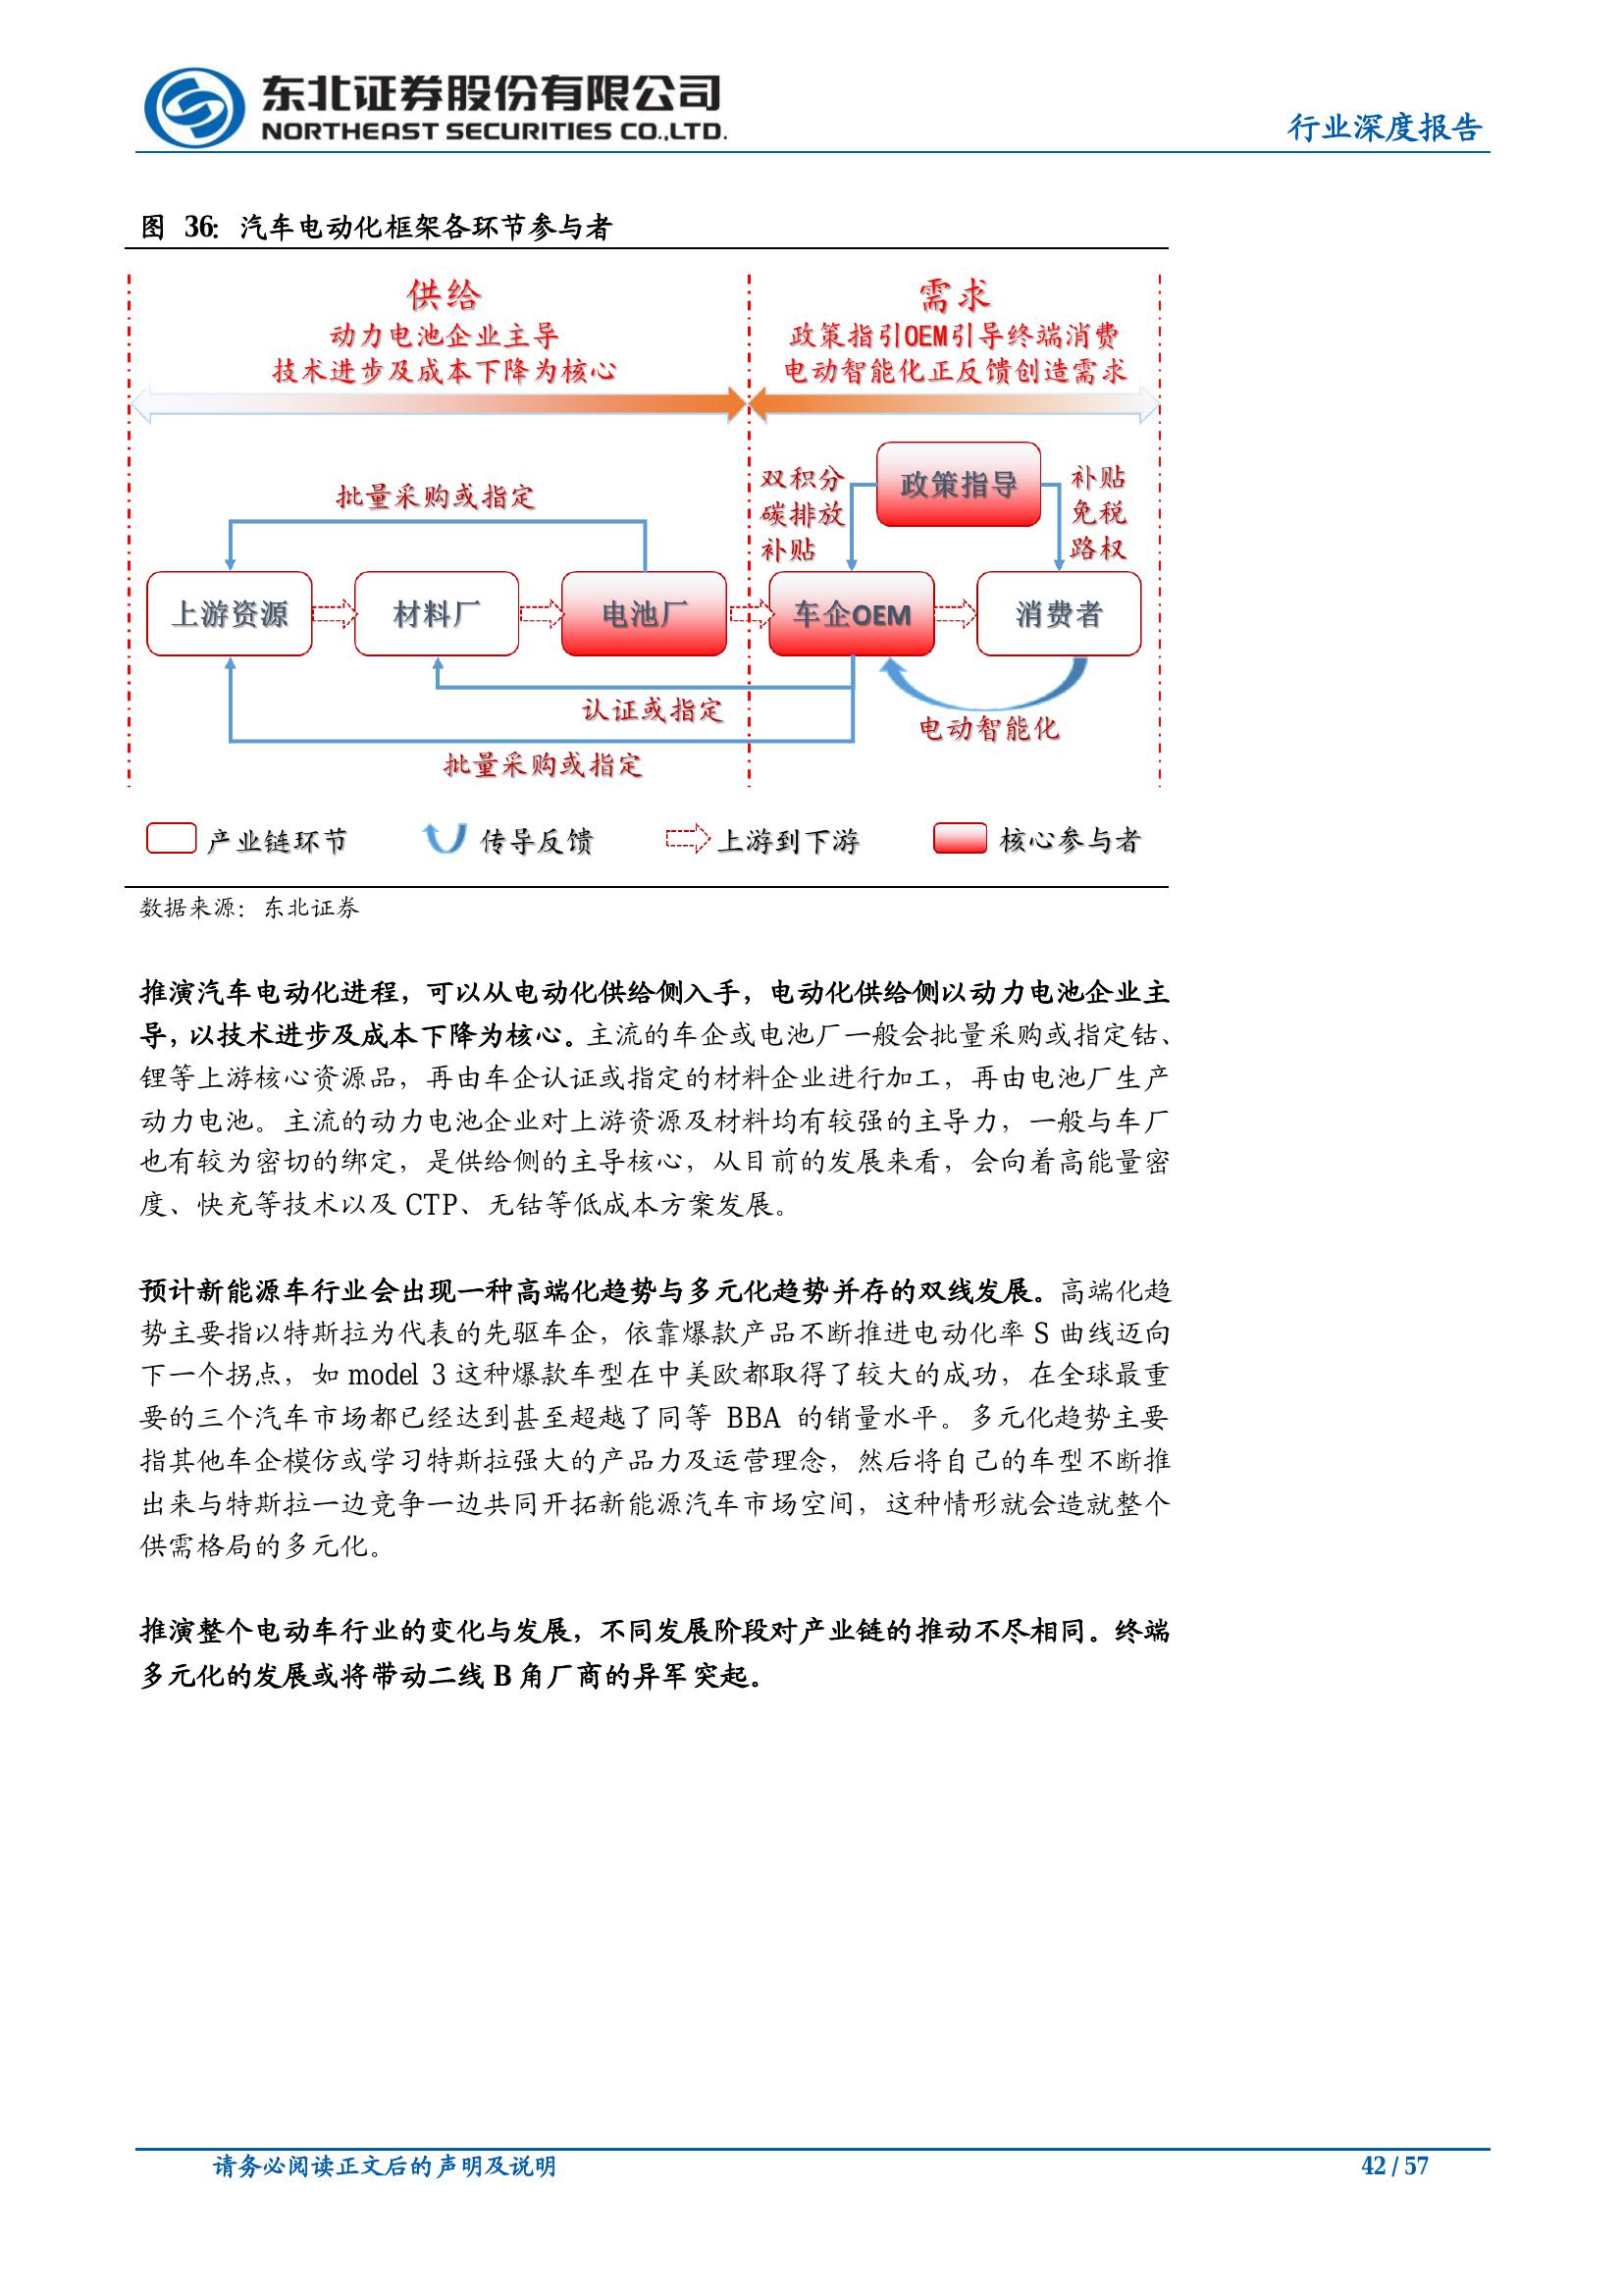 东北证券股份有限公司
NORTHEAST SECURITIES CO.,LTD.
行业深度报告
图 36：汽车电动化框架各环节参与者
供给
动力电池企业主导
技术进步及成本下降为核心
需求
政策指引OEM引导终端消费
电动智能化正反馈创造需求
批量采购或指定
双积分
碳排放
补贴
政策指导
补贴
免税
路权
上游资源
材料厂
电池厂
车企OEM
消费者
认证或指定
电动智能化
批量采购或指定
产业链环节
传导反馈
上游到下游
核心参与者
数据来源：东北证券
推演汽车电动化进程，可以从电动化供给侧入手，电动化供给侧以动力电池企业主
导，以技术进步及成本下降为核心。主流的车企或电池厂一般会批量采购或指定钴、
锂等上游核心资源品，再由车企认证或指定的材料企业进行加工，再由电池厂生产
动力电池。主流的动力电池企业对上游资源及材料均有较强的主导力，一般与车厂
也有较为密切的绑定，是供给侧的主导核心，从目前的发展来看，会向着高能量密
度、快充等技术以及 CTP、无钴等低成本方案发展。
预计新能源车行业会出现一种高端化趋势与多元化趋势并存的双线发展。高端化趋
势主要指以特斯拉为代表的先驱车企，依靠爆款产品不断推进电动化率 S 曲线迈向
下一个拐点，如 model 3 这种爆款车型在中美欧都取得了较大的成功，在全球最重
要的三个汽车市场都已经达到甚至超越了同等 BBA 的销量水平。多元化趋势主要
指其他车企模仿或学习特斯拉强大的产品力及运营理念，然后将自己的车型不断推
出来与特斯拉一边竞争一边共同开拓新能源汽车市场空间，这种情形就会造就整个
供需格局的多元化。
推演整个电动车行业的变化与发展，不同发展阶段对产业链的推动不尽相同。终端
多元化的发展或将带动二线 B 角厂商的异军突起。
请务必阅读正文后的声明及说明
42 / 57